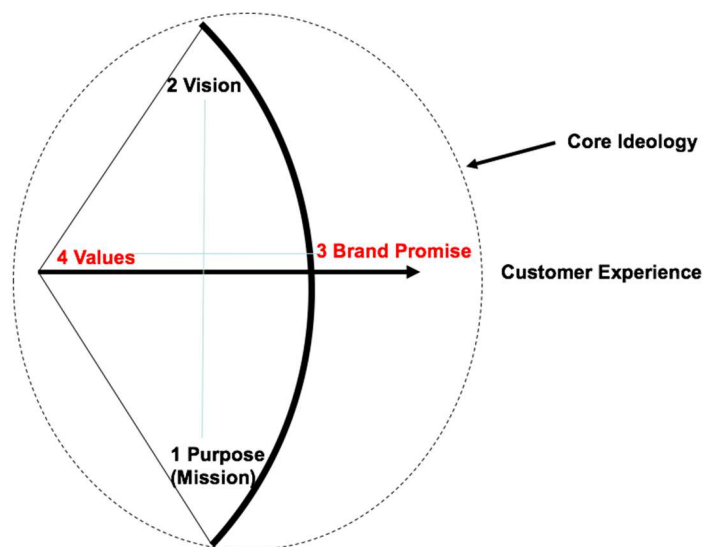 2 Vision
Core Ideology
4 Values
3 Brand Promise
Customer Experience
1 Purpose
(Mission)